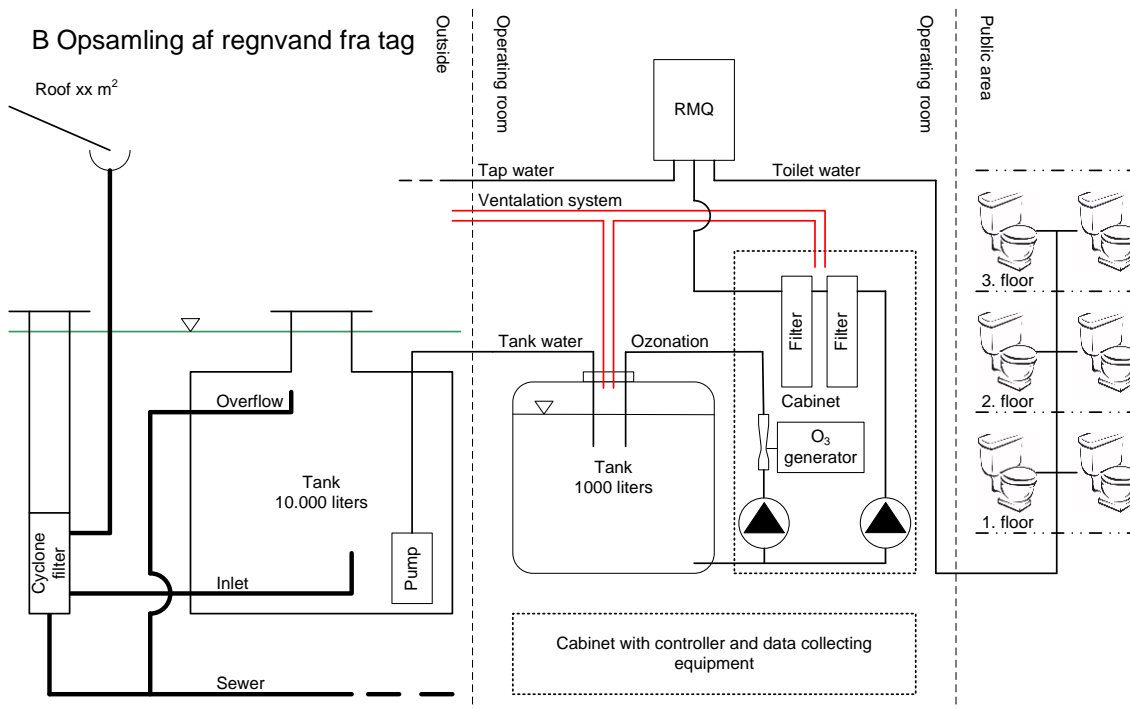 B Opsamling af regnvand fra tag
Roof xx m²
Outside
Operating room
Operating room
Public area
RMQ
Tap water
Toilet water
Ventalation system
3. floor
Tank water
Ozonation
Filter
Filter
Cabinet
2. floor
Overflow
O₃
generator
Tank
10.000 liters
Tank
1000 liters
1. floor
Cyclone
filter
Pump
Inlet
Cabinet with controller and data collecting
equipment
Sewer